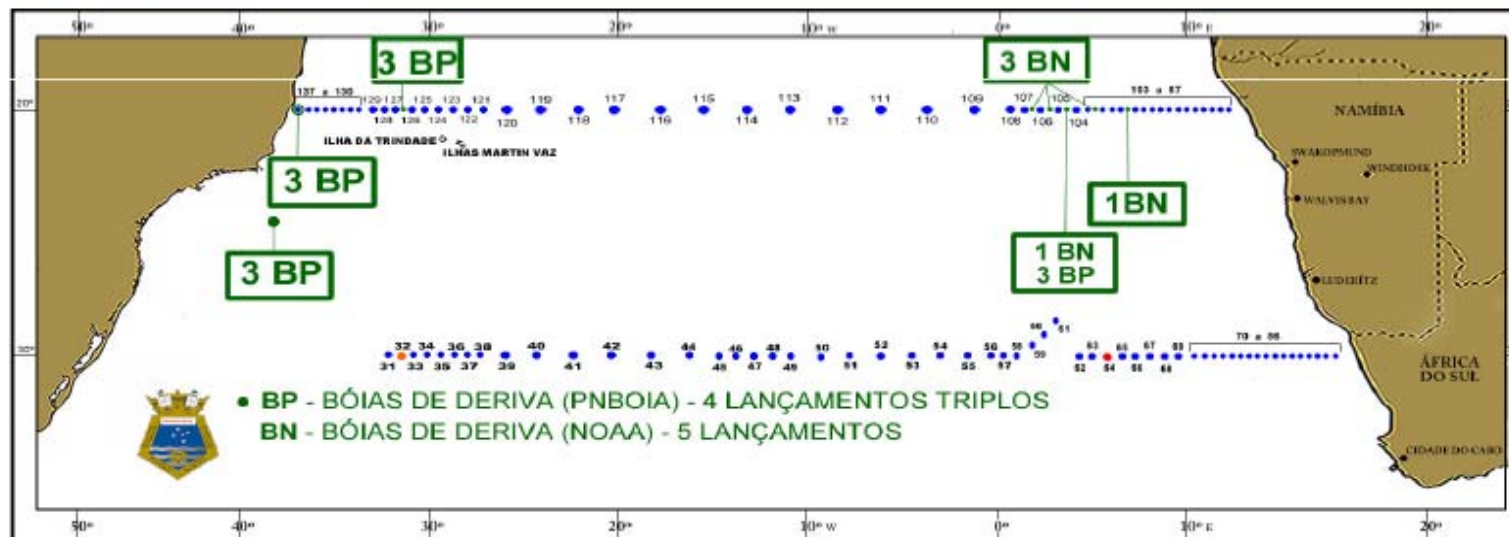 50° 40° 30° 20° 10° W 0° 10° E 20°
3 BP 3 BN
20° 137 a 130 129 127 125 123 121 119 117 115 113 111 109 107 105 103 a 87 NAMÍBIA
128 126 124 122 120 118 116 114 112 110 108 106 104
ILHA DA TRINDADE ILHAS MARTIN VAZ
SWAKOPMUND
WINDHOEK
3 BP
1BN WALVIS BAY
3 BP
1 BN
3 BP
LUDERÍTZ
60 61
59
30° 32 34 36 38 40 42 44 46 48 50 52 54 56 58 63 65 67 69 70 a 86
31 33 35 37 39 41 43 45 47 49 51 53 55 57 62 64 66 68
ÁFRICA
DO SUL
BP - BÓIAS DE DERIVA (PNBOIA) - 4 LANÇAMENTOS TRIPLOS
BN - BÓIAS DE DERIVA (NOAA) - 5 LANÇAMENTOS
CIDADE DO CABO
50° 40° 30° 20° 10° W 0° 10° E 20°